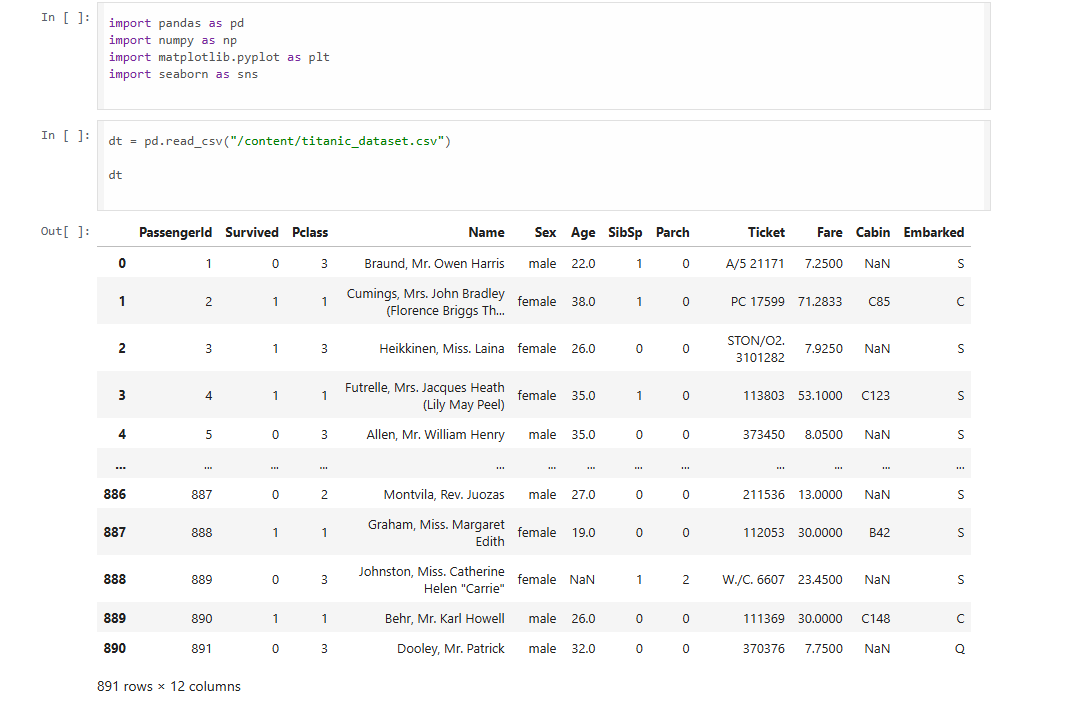 In [ ]:
import pandas as pd
import numpy as np
import matplotlib.pyplot as plt
import seaborn as sns
In [ ]:
dt = pd.read_csv("/content/titanic_dataset.csv")
dt
Out[ ]:
PassengerId Survived Pclass Name Sex Age SibSp Parch Ticket Fare Cabin Embarked
0 1 0 3 Braund, Mr. Owen Harris male 22.0 1 0 A/5 21171 7.2500 NaN S
1 2 1 1 Cumings, Mrs. John Bradley (Florence Briggs Th... female 38.0 1 0 PC 17599 71.2833 C85 C
2 3 1 3 Heikkinen, Miss. Laina female 26.0 0 0 STON/O2. 3101282 7.9250 NaN S
3 4 1 1 Futrelle, Mrs. Jacques Heath (Lily May Peel) female 35.0 1 0 113803 53.1000 C123 S
4 5 0 3 Allen, Mr. William Henry male 35.0 0 0 373450 8.0500 NaN S
... ... ... ... ... ... ... ... ... ... ... ... ...
886 887 0 2 Montvila, Rev. Juozas male 27.0 0 0 211536 13.0000 NaN S
887 888 1 1 Graham, Miss. Margaret Edith female 19.0 0 0 112053 30.0000 B42 S
888 889 0 3 Johnston, Miss. Catherine Helen "Carrie" female NaN 1 2 W./C. 6607 23.4500 NaN S
889 890 1 1 Behr, Mr. Karl Howell male 26.0 0 0 111369 30.0000 C148 C
890 891 0 3 Dooley, Mr. Patrick male 32.0 0 0 370376 7.7500 NaN Q
891 rows × 12 columns